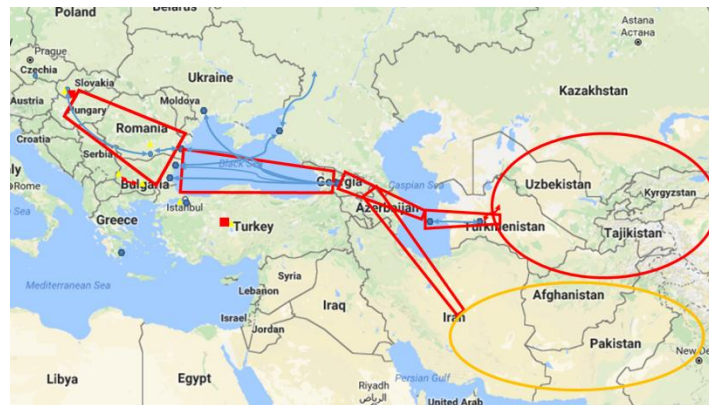 Poland
Belarus
Astana
Астана
Prague
Czechia
Ukraine
Slovakia
Kazakhstan
Austria
Hungary
Moldova
Romania
Croatia
Serbia
Black Sea
Uzbekistan
Georgia
Caspian Sea
Kyrgyzstan
Rome
Bulgaria
Azerbaijan
Istanbul
Sea
Greece
Turkey
Turkmenistan
Tajikistan
Syria
Mediterranean Sea
Lebanon
Afghanistan
Iraq
Iran
Israel
Jordan
Pakistan
New De
Libya
Egypt
Persian Gulf
Riyadh
الرياض
United Arab